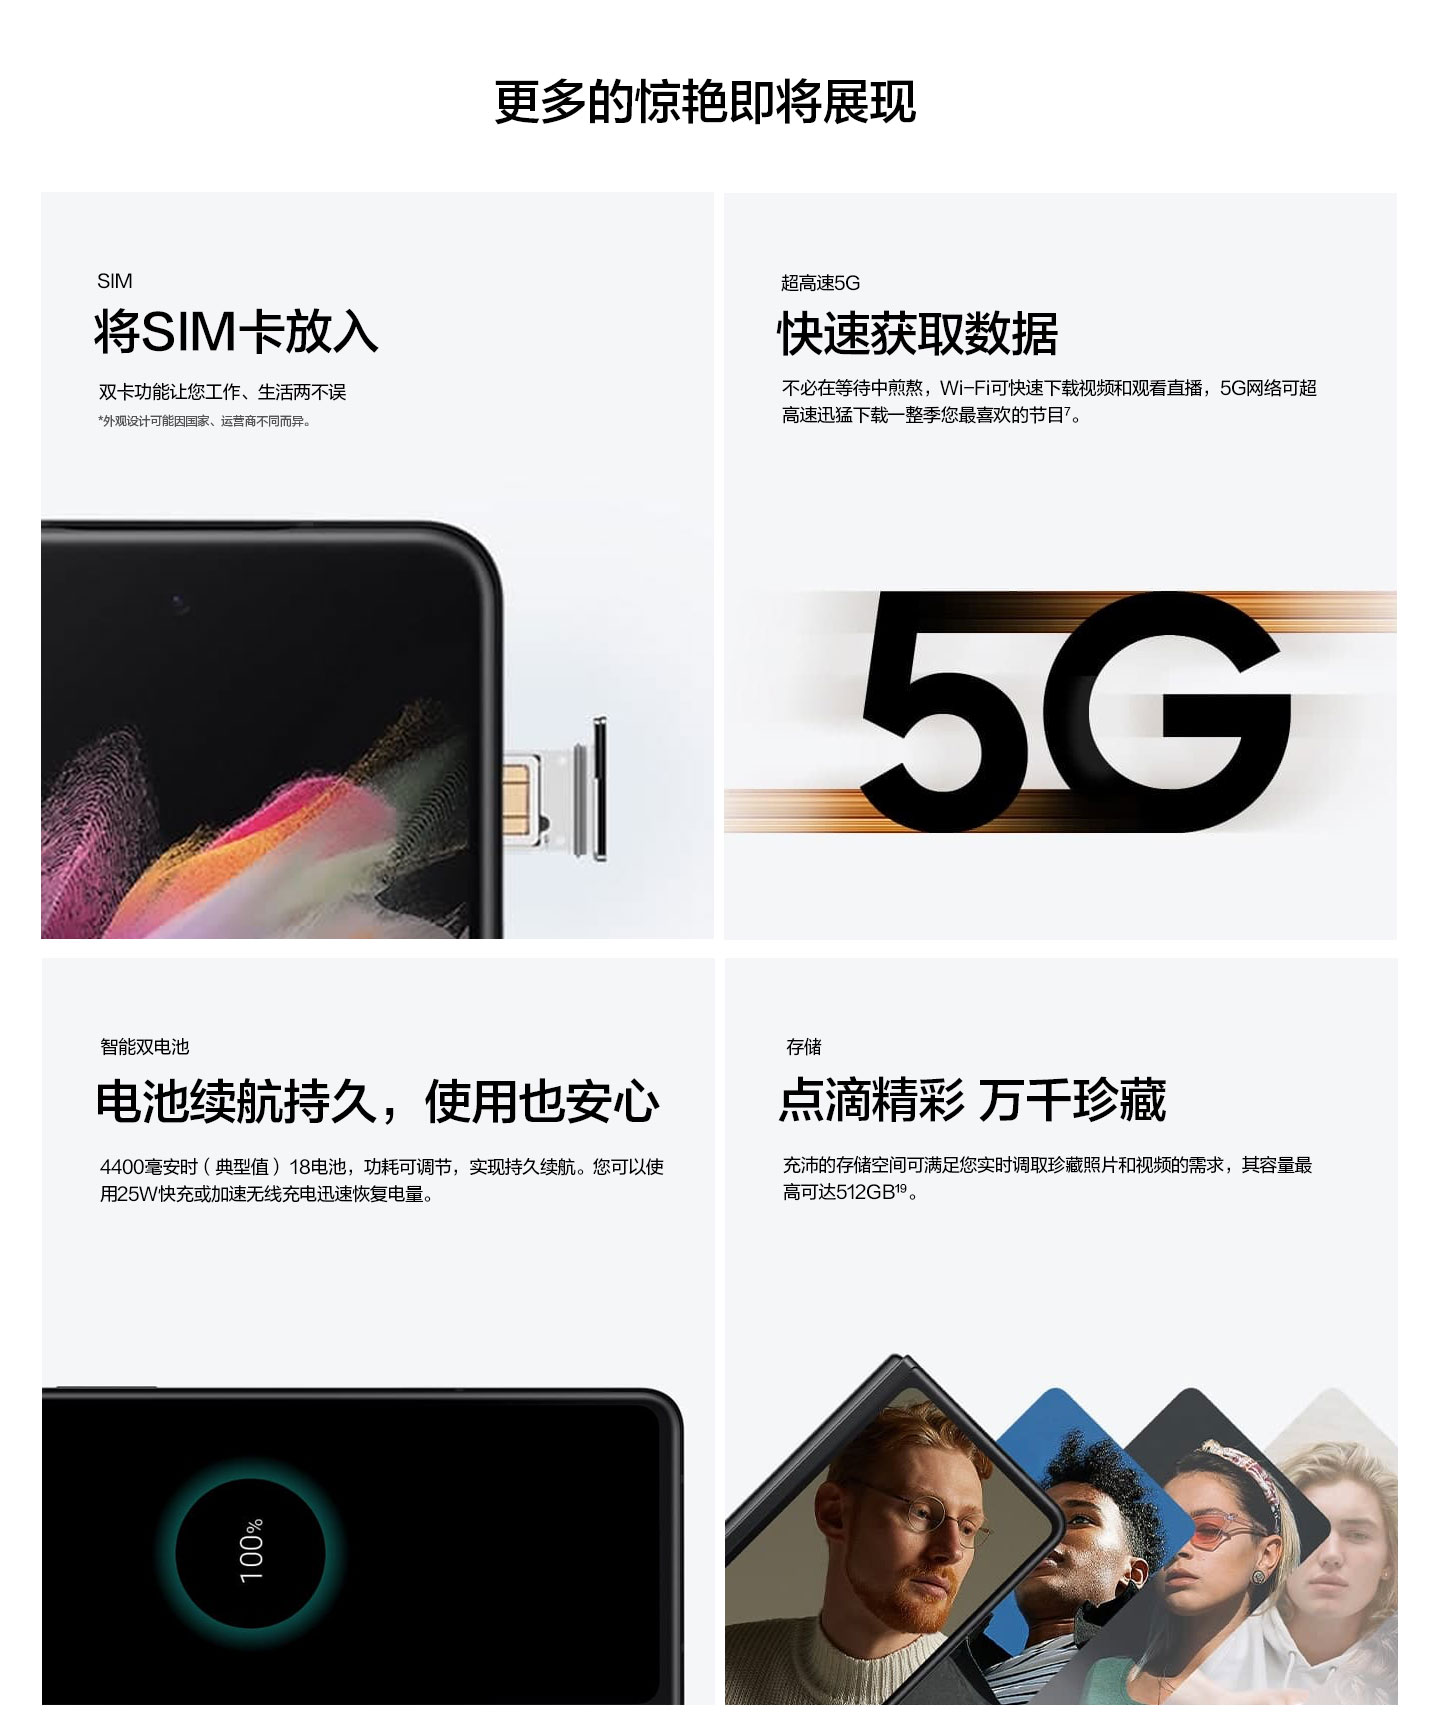 更多的惊艳即将展现
SIM
将SIM卡放入
双卡功能让您工作、生活两不误
*外观设计可能因国家、运营商不同而异。
超高速5G
快速获取数据
不必在等待中煎熬，Wi-Fi可快速下载视频和观看直播，5G网络可超
高速迅猛下载一整季您最喜欢的节目⁷。
5G
智能双电池
电池续航持久，使用也安心
4400毫安时（典型值）18电池，功耗可调节，实现持久续航。您可以使
用25W快充或加速无线充电迅速恢复电量。
100%
存储
点滴精彩 万千珍藏
充沛的存储空间可满足您实时调取珍藏照片和视频的需求，其容量最
高可达512GB¹⁹。